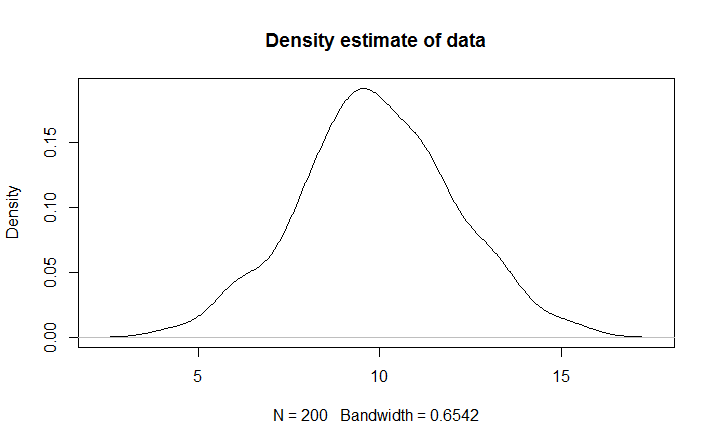 Density estimate of data
Density
0.15
0.10
0.05
0.00
5 10 15
N = 200 Bandwidth = 0.6542